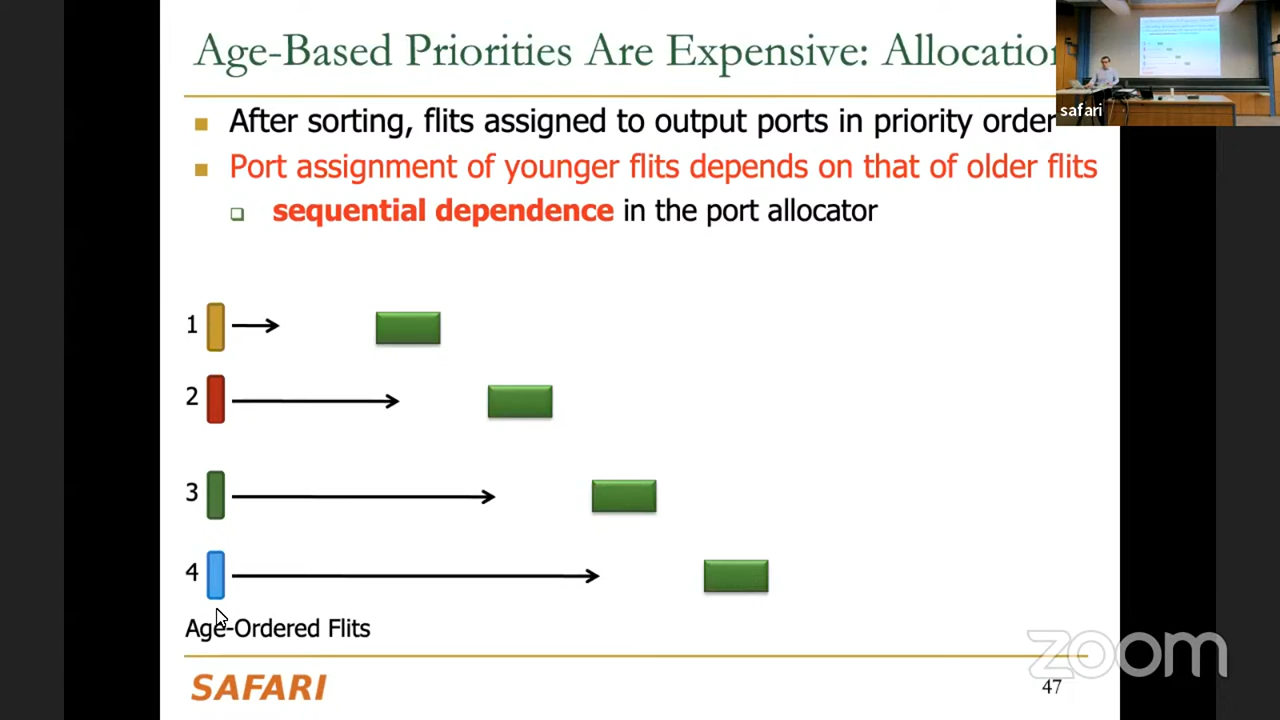 Age-Based Priorities Are Expensive: Allocation
After sorting, flits assigned to output ports in priority order
Port assignment of younger flits depends on that of older flits
sequential dependence in the port allocator
safari
1
2
3
4
Age-Ordered Flits
SAFARI
zoom
47